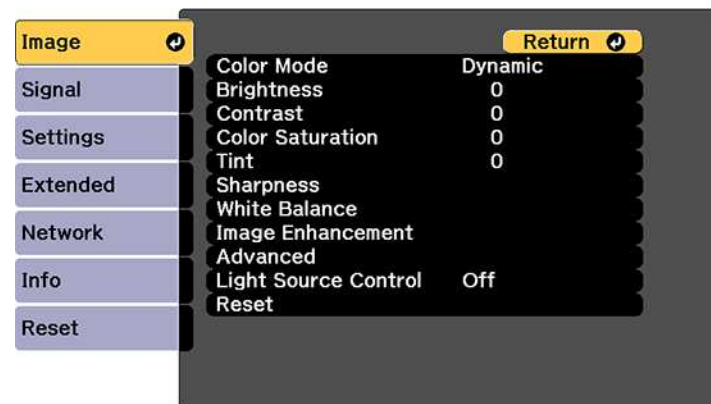 Image
Signal
Settings
Extended
Network
Info
Reset
Return
Color Mode Dynamic
Brightness 0
Contrast 0
Color Saturation 0
Tint 0
Sharpness
White Balance
Image Enhancement
Advanced
Light Source Control Off
Reset